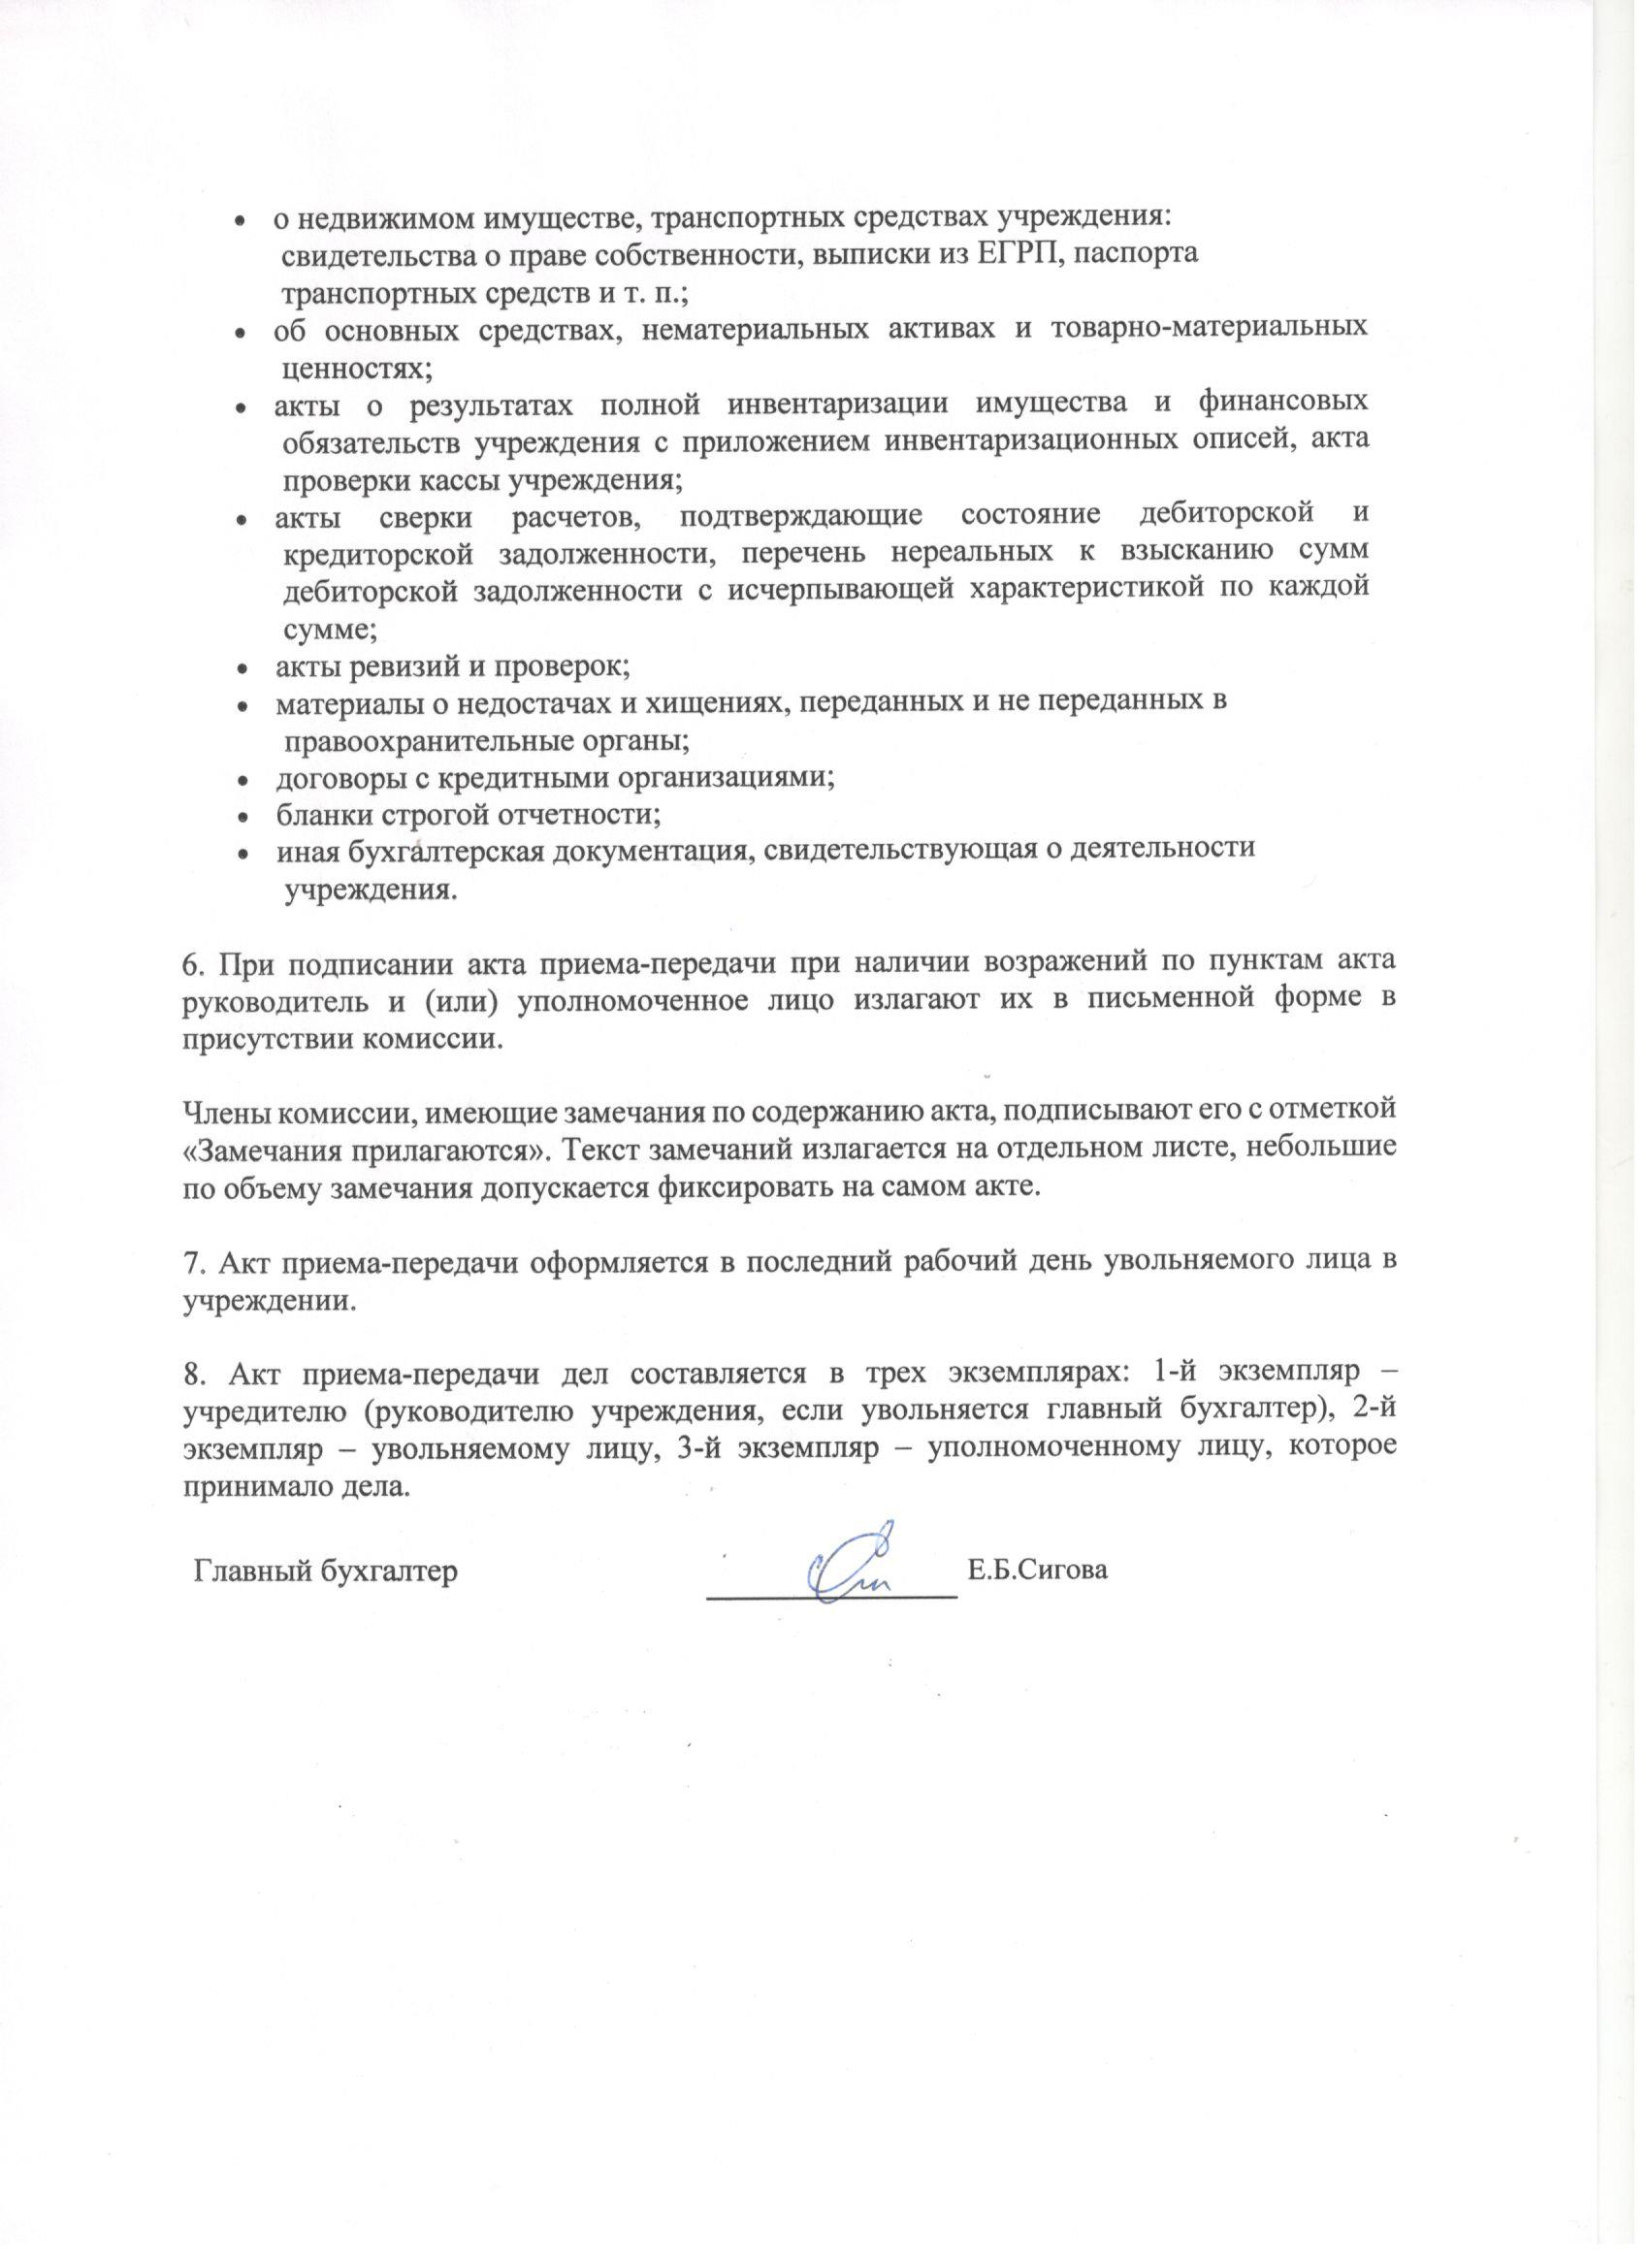 • о недвижимом имуществе, транспортных средствах учреждения:
свидетельства о праве собственности, выписки из ЕГРП, паспорта
транспортных средств и т. п.;
• об основных средствах, нематериальных активах и товарно-материальных
ценностях;
• акты о результатах полной инвентаризации имущества и финансовых
обязательств учреждения с приложением инвентаризационных описей, акта
проверки кассы учреждения;
• акты сверки расчетов, подтверждающие состояние дебиторской и
кредиторской задолженности, перечень нереальных к взысканию сумм
дебиторской задолженности с исчерпывающей характеристикой по каждой
сумме;
• акты ревизий и проверок;
• материалы о недостачах и хищениях, переданных и не переданных в
правоохранительные органы;
• договоры с кредитными организациями;
• бланки строгой отчетности;
• иная бухгалтерская документация, свидетельствующая о деятельности
учреждения.
6. При подписании акта приема-передачи при наличии возражений по пунктам акта
руководитель и (или) уполномоченное лицо излагают их в письменной форме в
присутствии комиссии.
Члены комиссии, имеющие замечания по содержанию акта, подписывают его с отметкой
«Замечания прилагаются». Текст замечаний излагается на отдельном листе, небольшие
по объему замечания допускается фиксировать на самом акте.
7. Акт приема-передачи оформляется в последний рабочий день увольняемого лица в
учреждении.
8. Акт приема-передачи дел составляется в трех экземплярах: 1-й экземпляр –
учредителю (руководителю учреждения, если увольняется главный бухгалтер), 2-й
экземпляр – увольняемому лицу, 3-й экземпляр – уполномоченному лицу, которое
принимало дела.
Главный бухгалтер Е.Б.Сигова